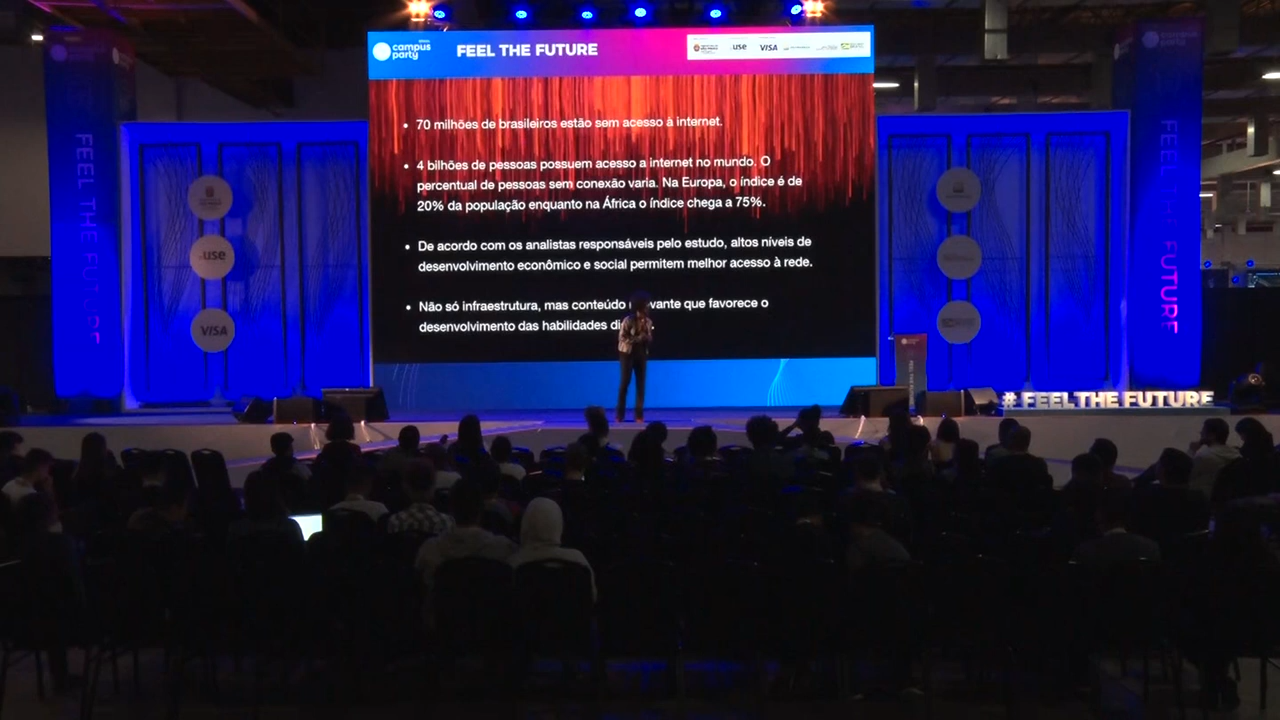 campus
party
FEEL THE FUTURE
use
VISA
• 70 milhões de brasileiros estão sem acesso à internet.
• 4 bilhões de pessoas possuem acesso a internet no mundo. O
percentual de pessoas sem conexão varia. Na Europa, o índice é de
20% da população enquanto na África o índice chega a 75%.
• De acordo com os analistas responsáveis pelo estudo, altos níveis de
desenvolvimento econômico e social permitem melhor acesso à rede.
• Não só infraestrutura, mas conteúdo que favorece o
desenvolvimento das habilidades
FEEL THE FUTURE
use
VISA
campus
party
FEEL THE FUTURE
# FEEL THE FUTURE